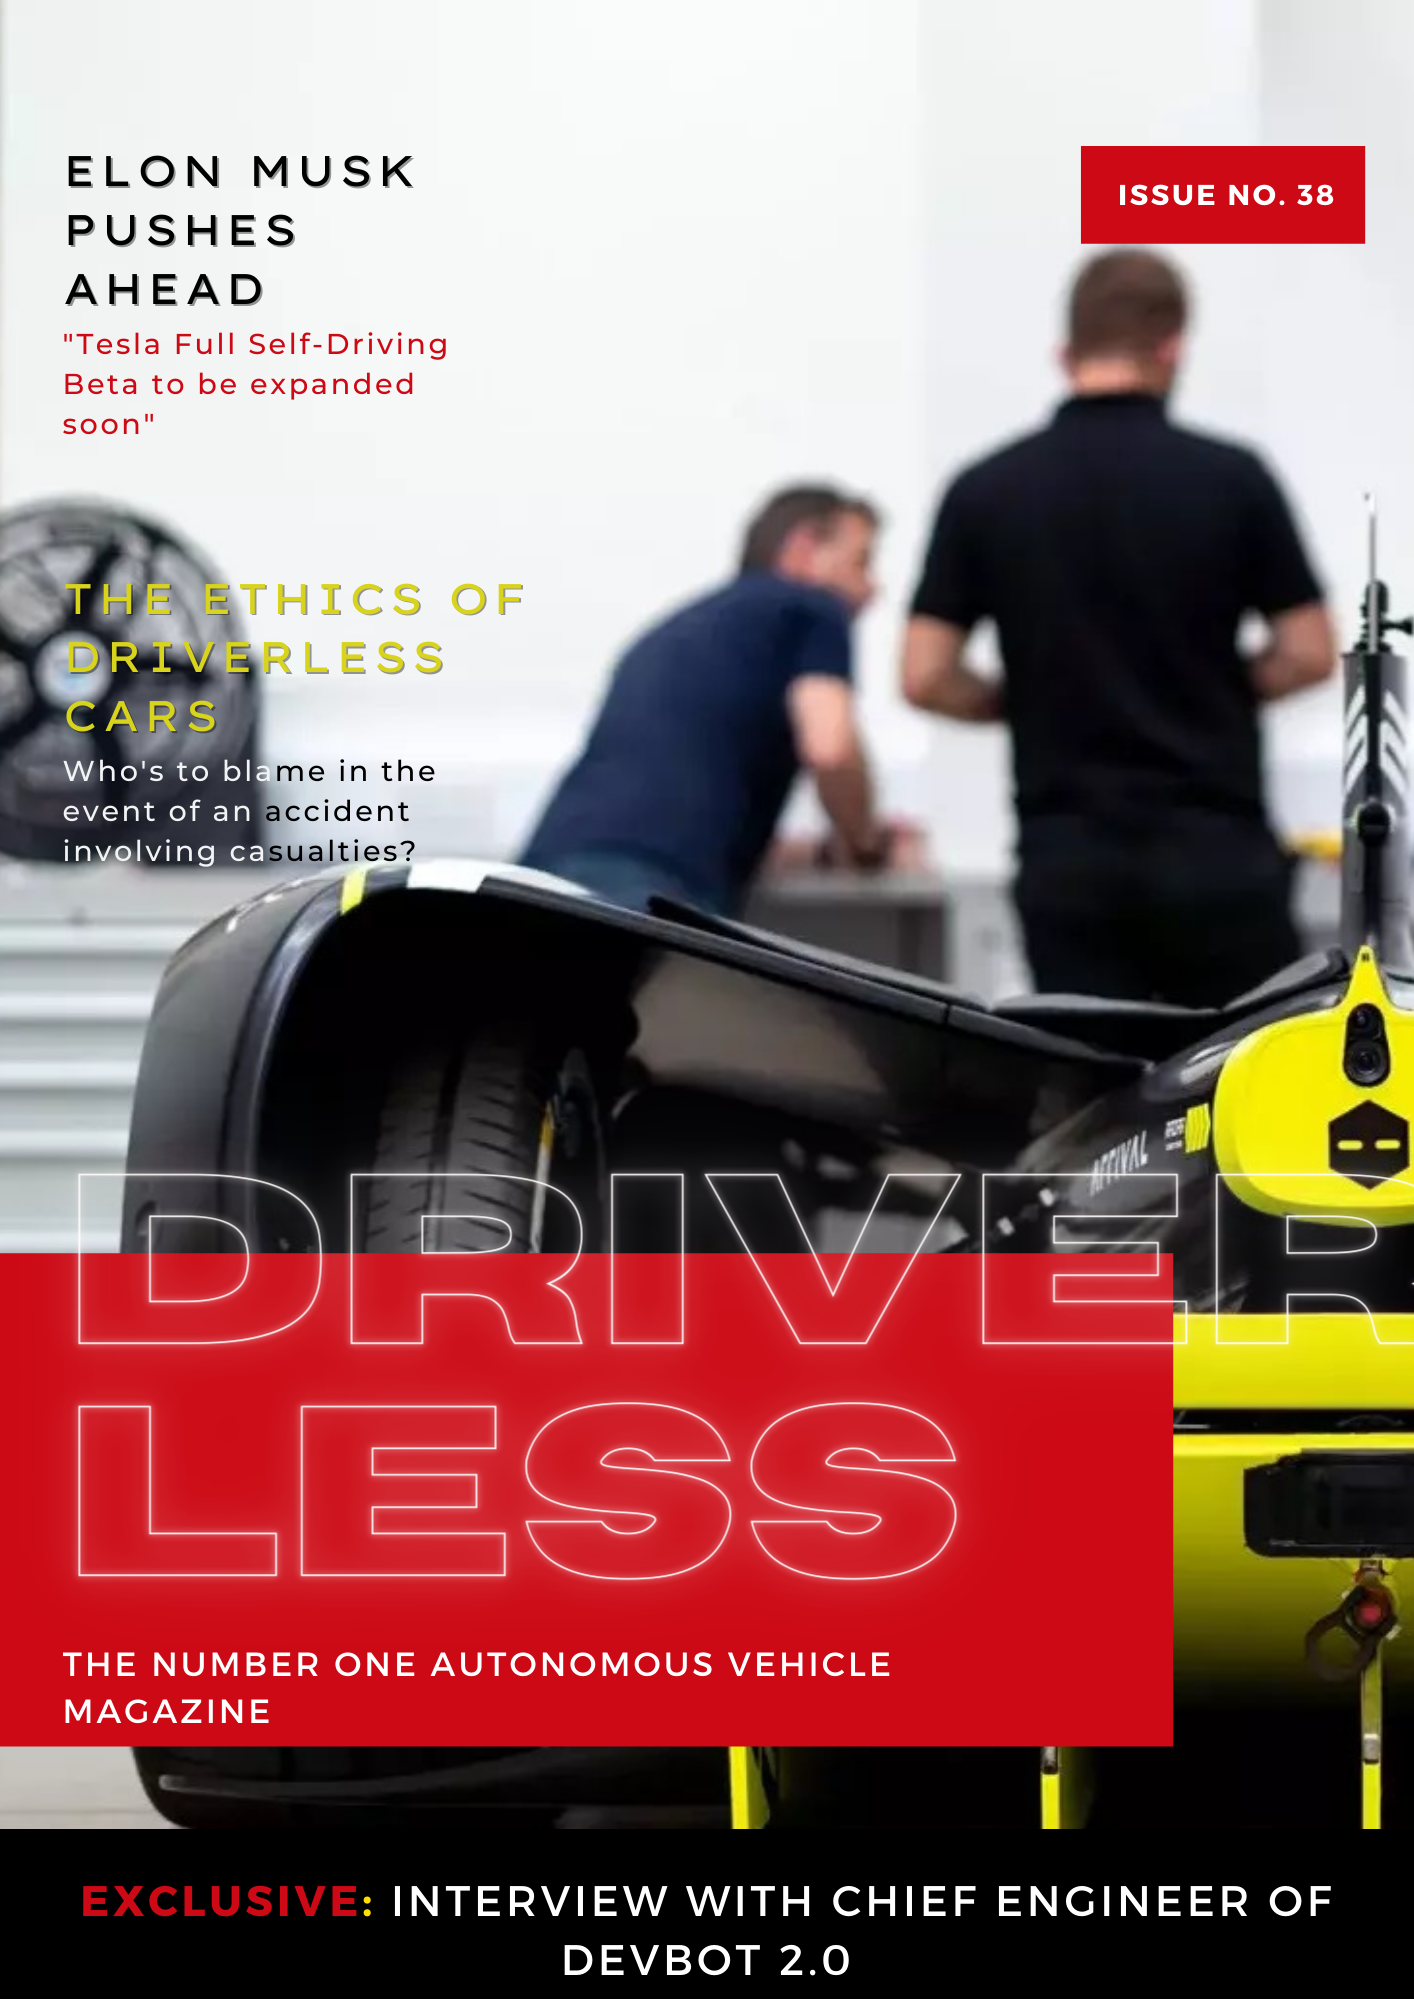 ELON MUSK
PUSHES
AHEAD
"Tesla Full Self-Driving
Beta to be expanded
soon"
ISSUE NO. 38
THE ETHICS OF
DRIVERLESS
CARS
Who's to blame in the
event of an accident
involving casualties?
ARRIVAL
DRIVER
LESS
THE NUMBER ONE AUTONOMOUS VEHICLE
MAGAZINE
EXCLUSIVE: INTERVIEW WITH CHIEF ENGINEER OF
DEVBOT 2.0